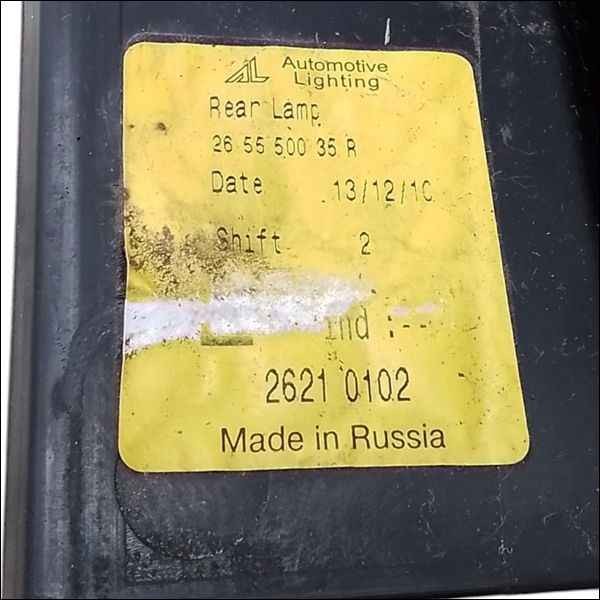 AL Automotive
Lighting
Rear Lamp
26 55 500 35 R
Date 13/12/10
Shift 2
Ind :--
2621 0102
Made in Russia